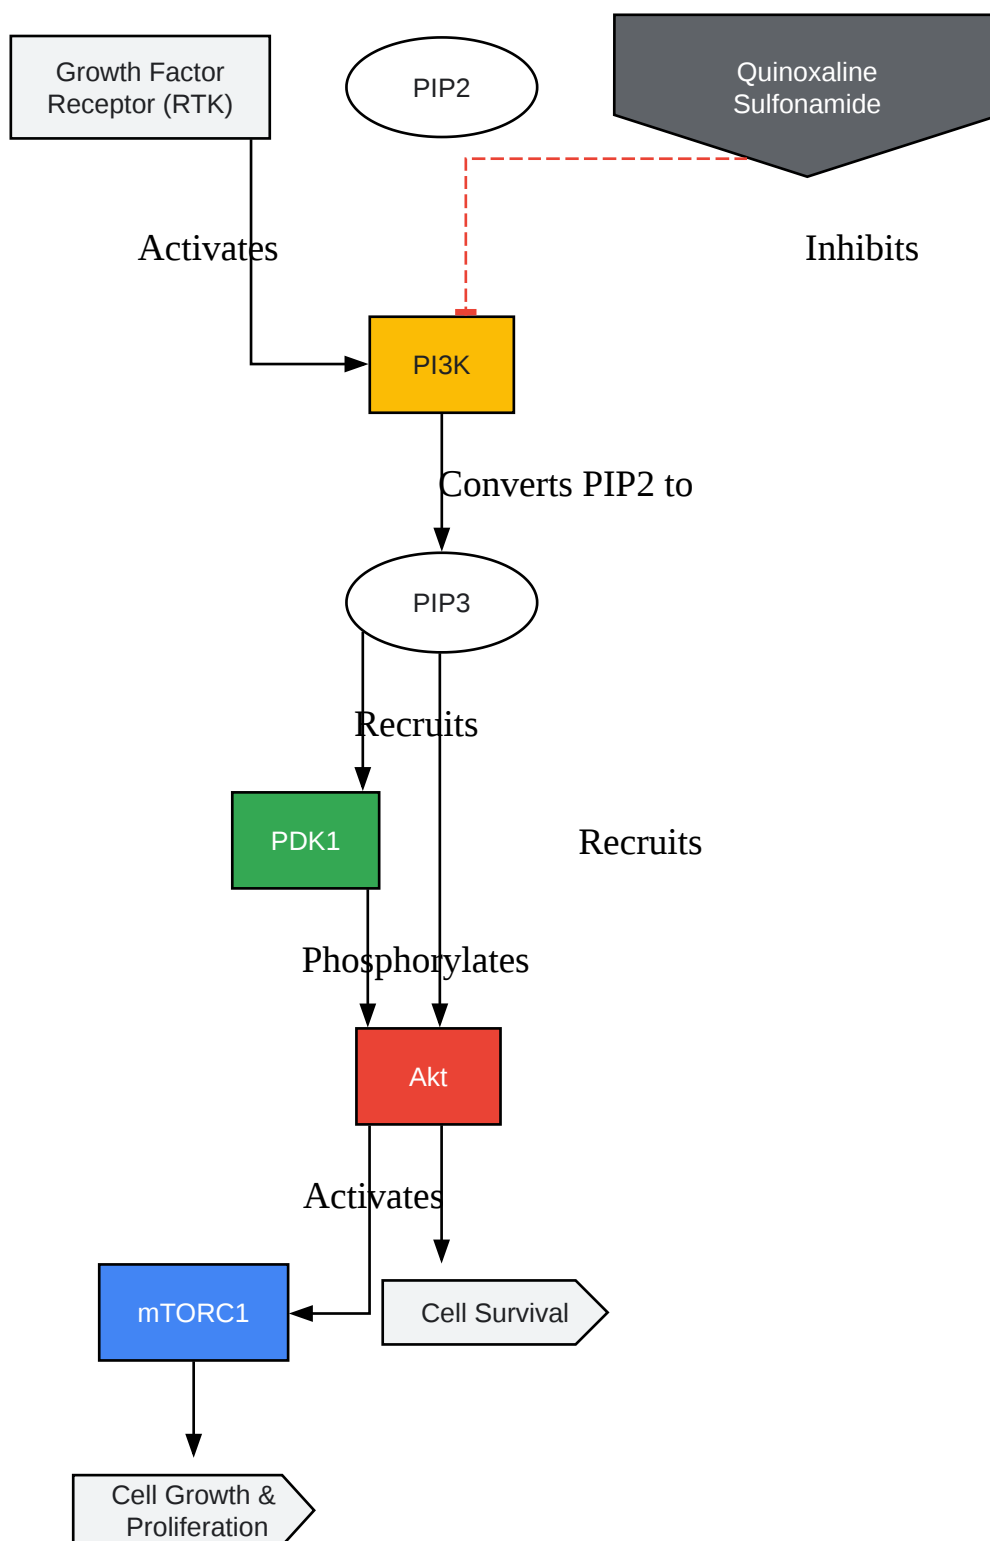 Growth Factor
Receptor (RTK)
PIP2
Quinoxaline
Sulfonamide
Activates
Inhibits
PI3K
Converts PIP2 to
PIP3
Recruits
PDK1
Recruits
Phosphorylates
Akt
Activates
mTORC1
Cell Survival
Cell Growth &
Proliferation